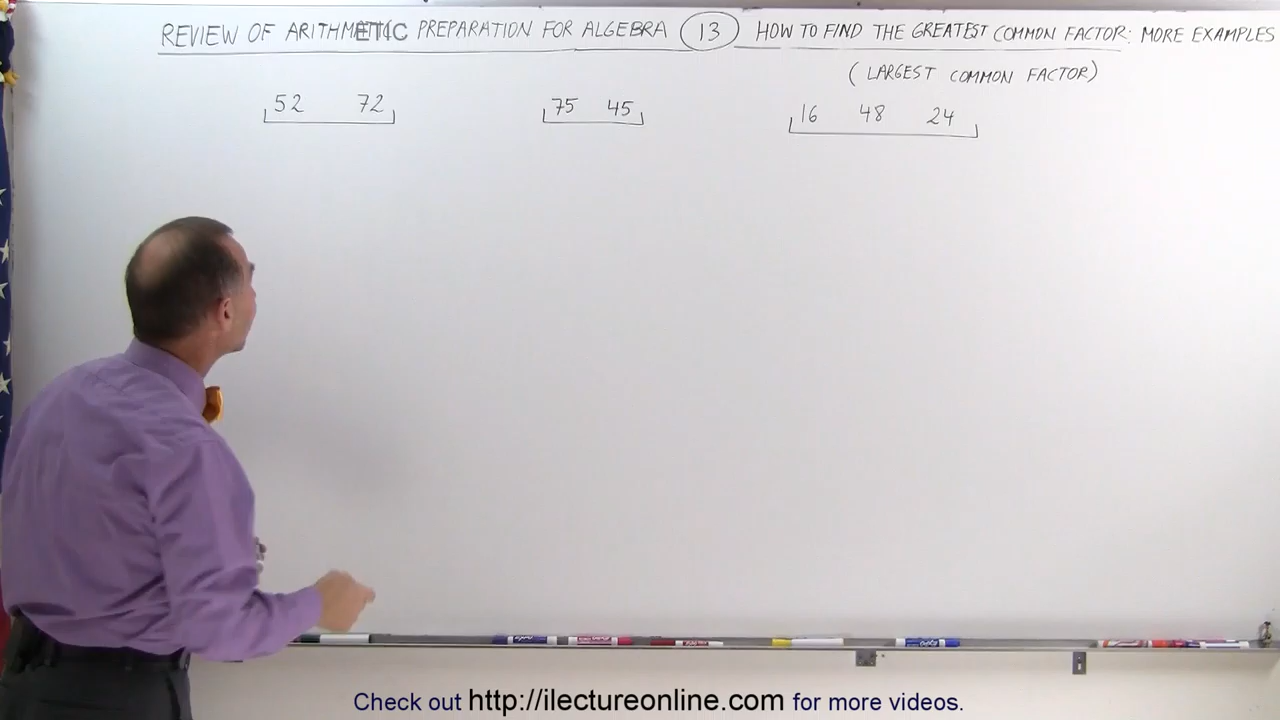 REVIEW OF ARITHMETIC PREPARATION FOR ALGEBRA 13 HOW TO FIND THE GREATEST COMMON FACTOR: MORE EXAMPLES
(LARGEST COMMON FACTOR)
52 72 75 45 16 48 24
Check out http://ilectureonline.com for more videos.